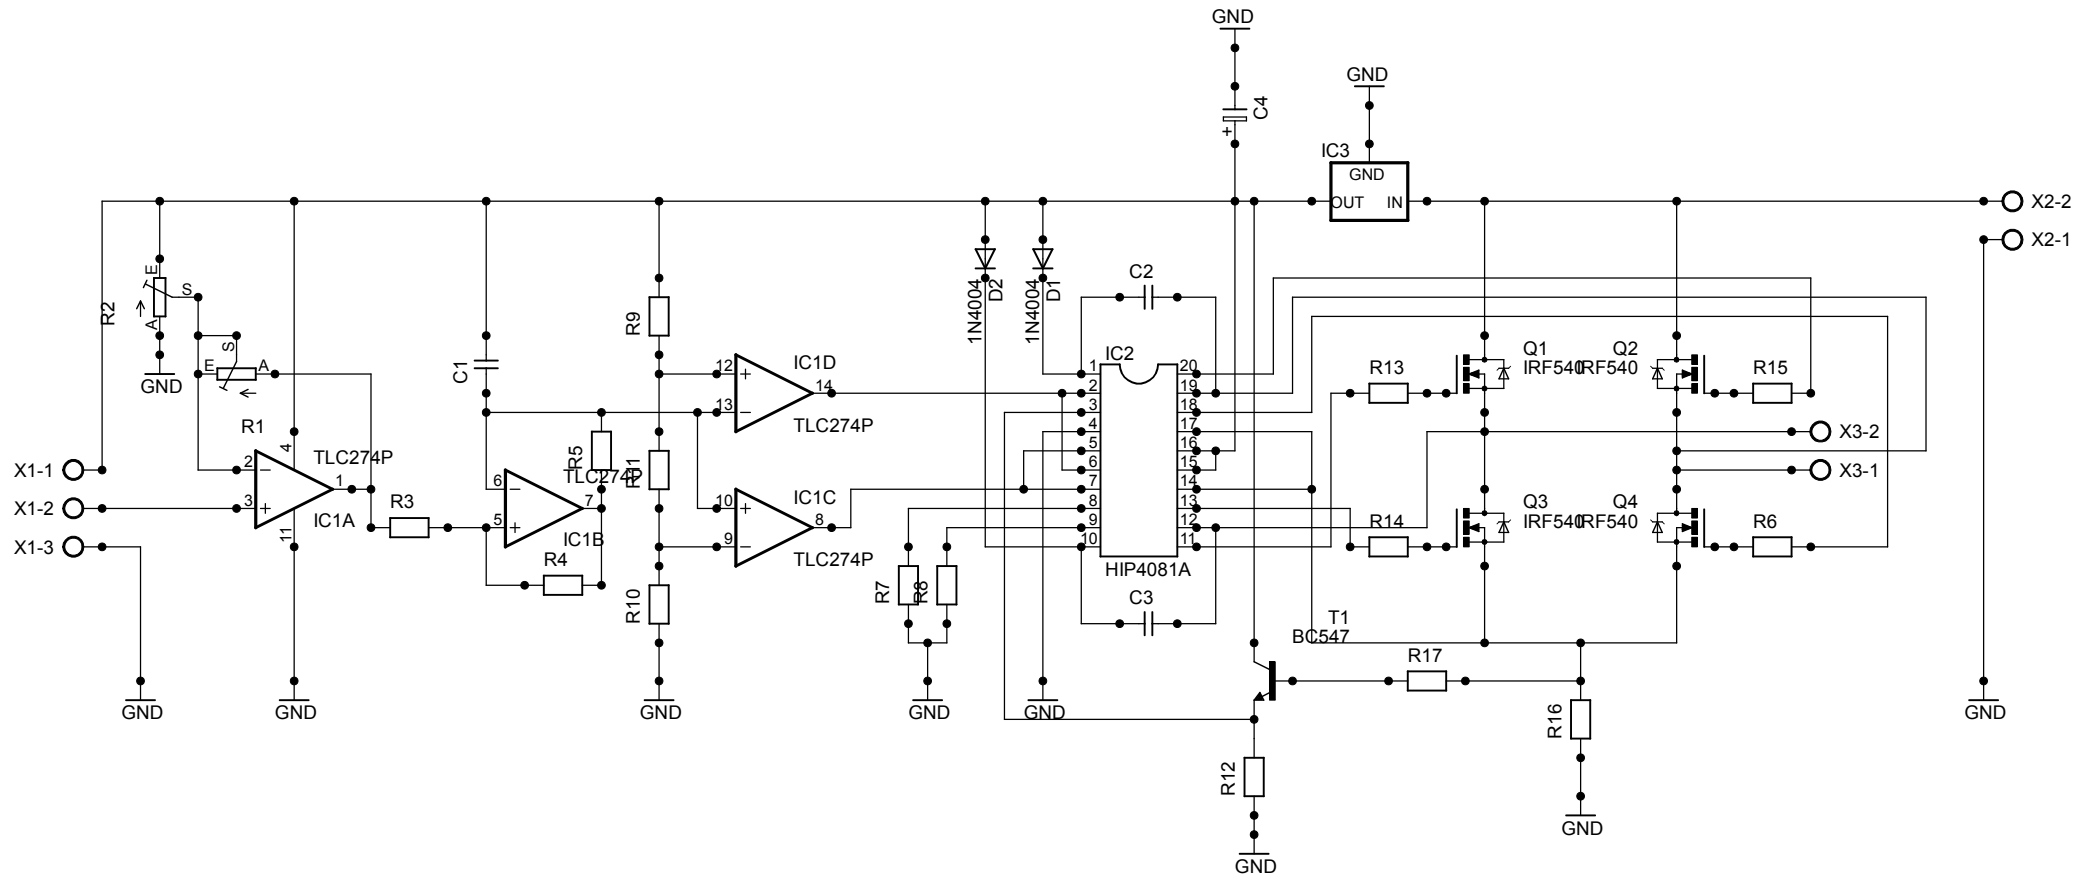 GND
C4
+
GND
IC3
GND
OUT
IN
X2-2
X2-1
E
S
A
R2
GND
S
E
A
R1
4
TLC274P
2
−
3
+
1
11
IC1A
X1-1
X1-2
X1-3
GND
GND
R3
C1
6
−
5
+
7
TLC274P
IC1B
R5
R4
R9
R11
R10
GND
12
+
13
−
14
IC1D
TLC274P
10
+
9
−
8
IC1C
TLC274P
1N4004
D2
1N4004
D1
C2
IC2
1
2
3
4
5
6
7
8
9
10
20
19
18
17
16
15
14
13
12
11
HIP4081A
C3
R7
R8
GND
GND
R13
Q1
IRF540
Q2
IRF540
R15
X3-2
X3-1
R14
Q3
IRF540
Q4
IRF540
R6
T1
BC547
R17
R16
GND
R12
GND
GND